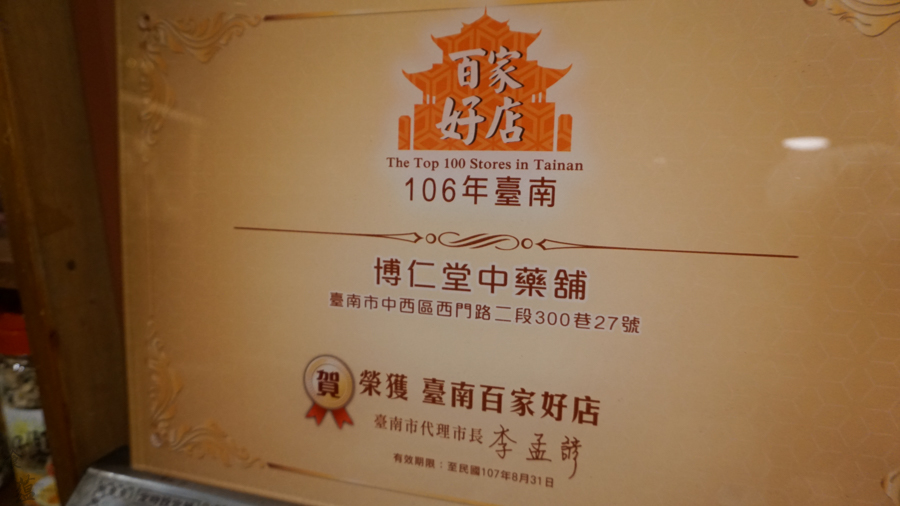 百家
好店
The Top 100 Stores in Tainan
106年臺南
博仁堂中藥舖
臺南市中西區西門路二段300巷27號
賀 榮獲 臺南百家好店
臺南市代理市長 李孟諺
有效期限：至民國107年8月31日